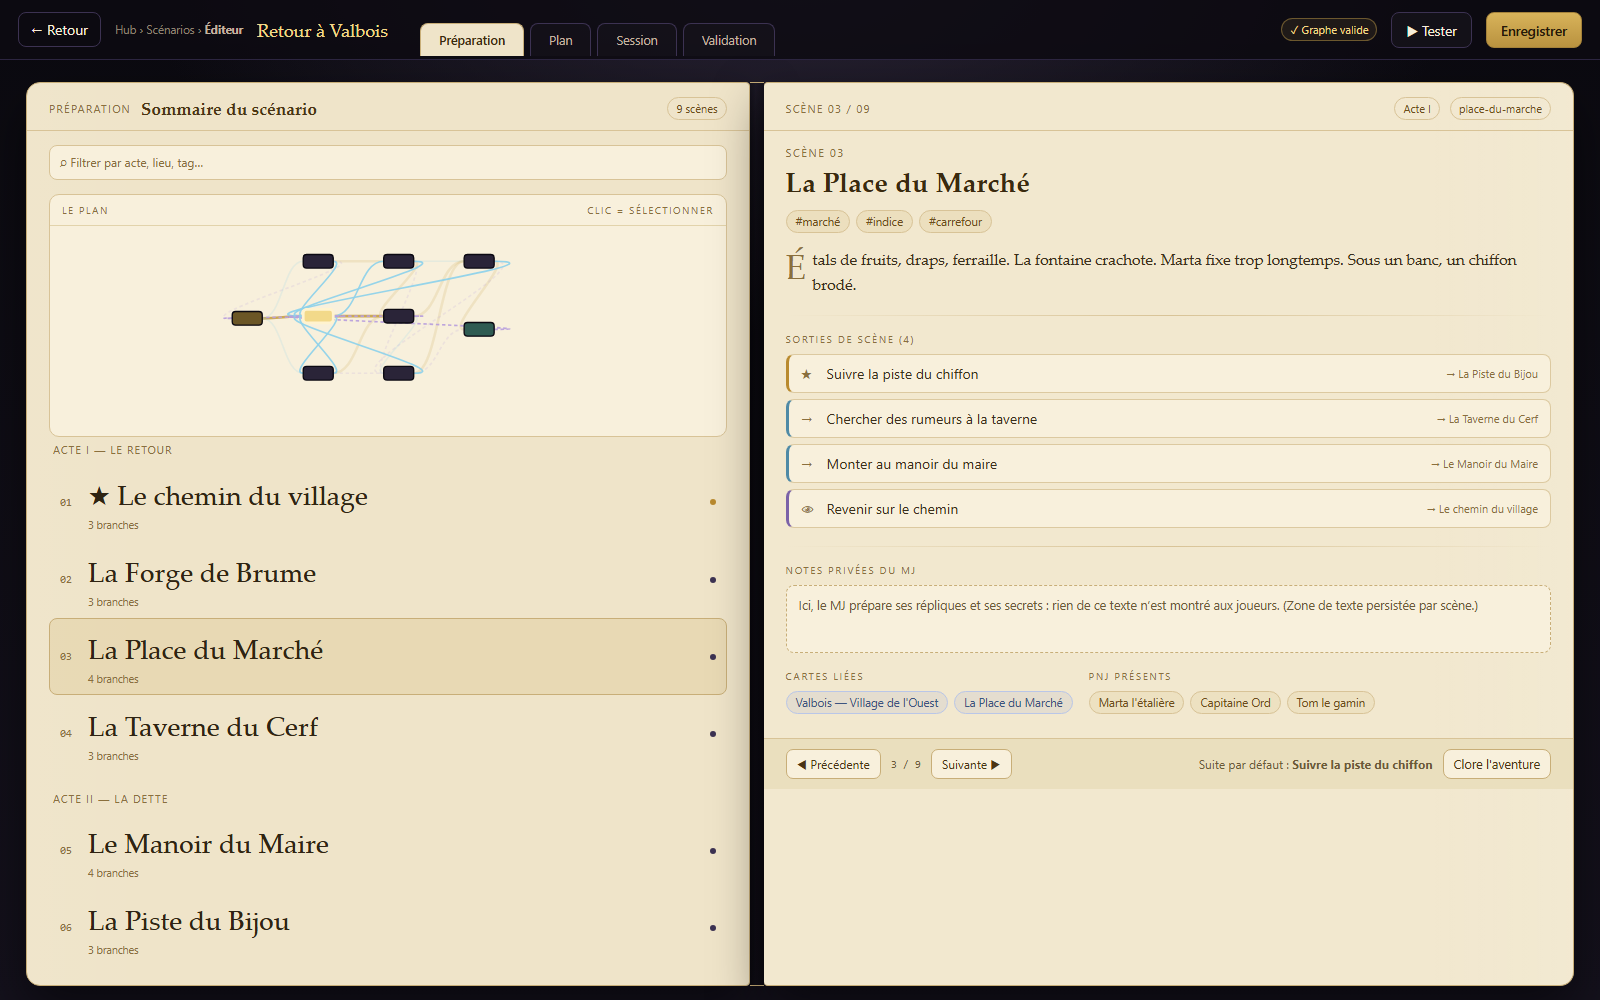 ← Retour
Hub › Scénarios › Éditeur
Retour à Valbois
Préparation
Plan
Session
Validation
✓ Graphe valide
▶ Tester
Enregistrer
PRÉPARATION Sommaire du scénario
9 scènes
⌕ Filtrer par acte, lieu, tag...
LE PLAN
CLIC = SÉLECTIONNER
ACTE I — LE RETOUR
01 ★ Le chemin du village
3 branches
02 La Forge de Brume
3 branches
03 La Place du Marché
4 branches
04 La Taverne du Cerf
3 branches
ACTE II — LA DETTE
05 Le Manoir du Maire
4 branches
06 La Piste du Bijou
3 branches
SCÈNE 03 / 09
Acte I
place-du-marche
SCÈNE 03
La Place du Marché
#marché #indice #carrefour
Étals de fruits, draps, ferraille. La fontaine crachote. Marta fixe trop longtemps. Sous un banc, un chiffon
brodé.
SORTIES DE SCÈNE (4)
★ Suivre la piste du chiffon → La Piste du Bijou
→ Chercher des rumeurs à la taverne → La Taverne du Cerf
→ Monter au manoir du maire → Le Manoir du Maire
👁 Revenir sur le chemin → Le chemin du village
NOTES PRIVÉES DU MJ
Ici, le MJ prépare ses répliques et ses secrets : rien de ce texte n'est montré aux joueurs. (Zone de texte persistée par scène.)
CARTES LIÉES
Valbois — Village de l'Ouest
La Place du Marché
PNJ PRÉSENTS
Marta l'étalière
Capitaine Ord
Tom le gamin
◀ Précédente
3 / 9
Suivante ▶
Suite par défaut : Suivre la piste du chiffon
Clore l'aventure